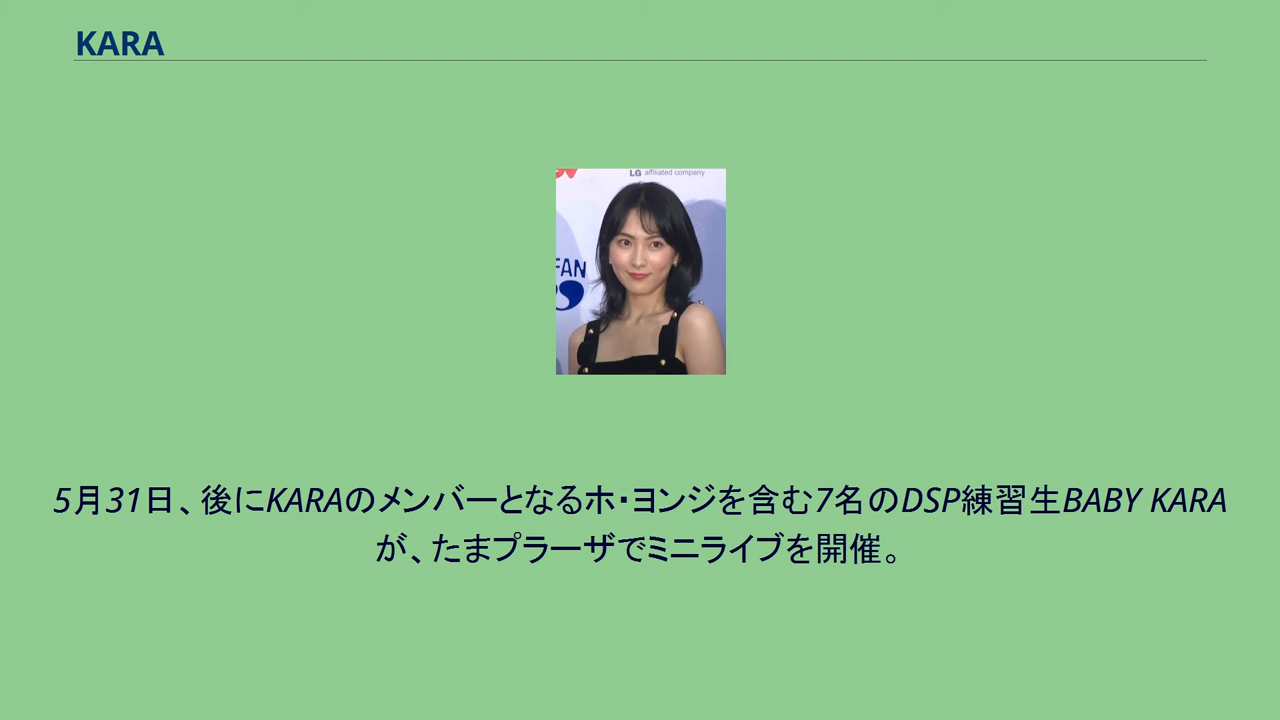 KARA
LG affiliated company
FAN
5月31日、後にKARAのメンバーとなるホ・ヨンジを含む7名のDSP練習生BABY KARA
が、たまプラーザでミニライブを開催。